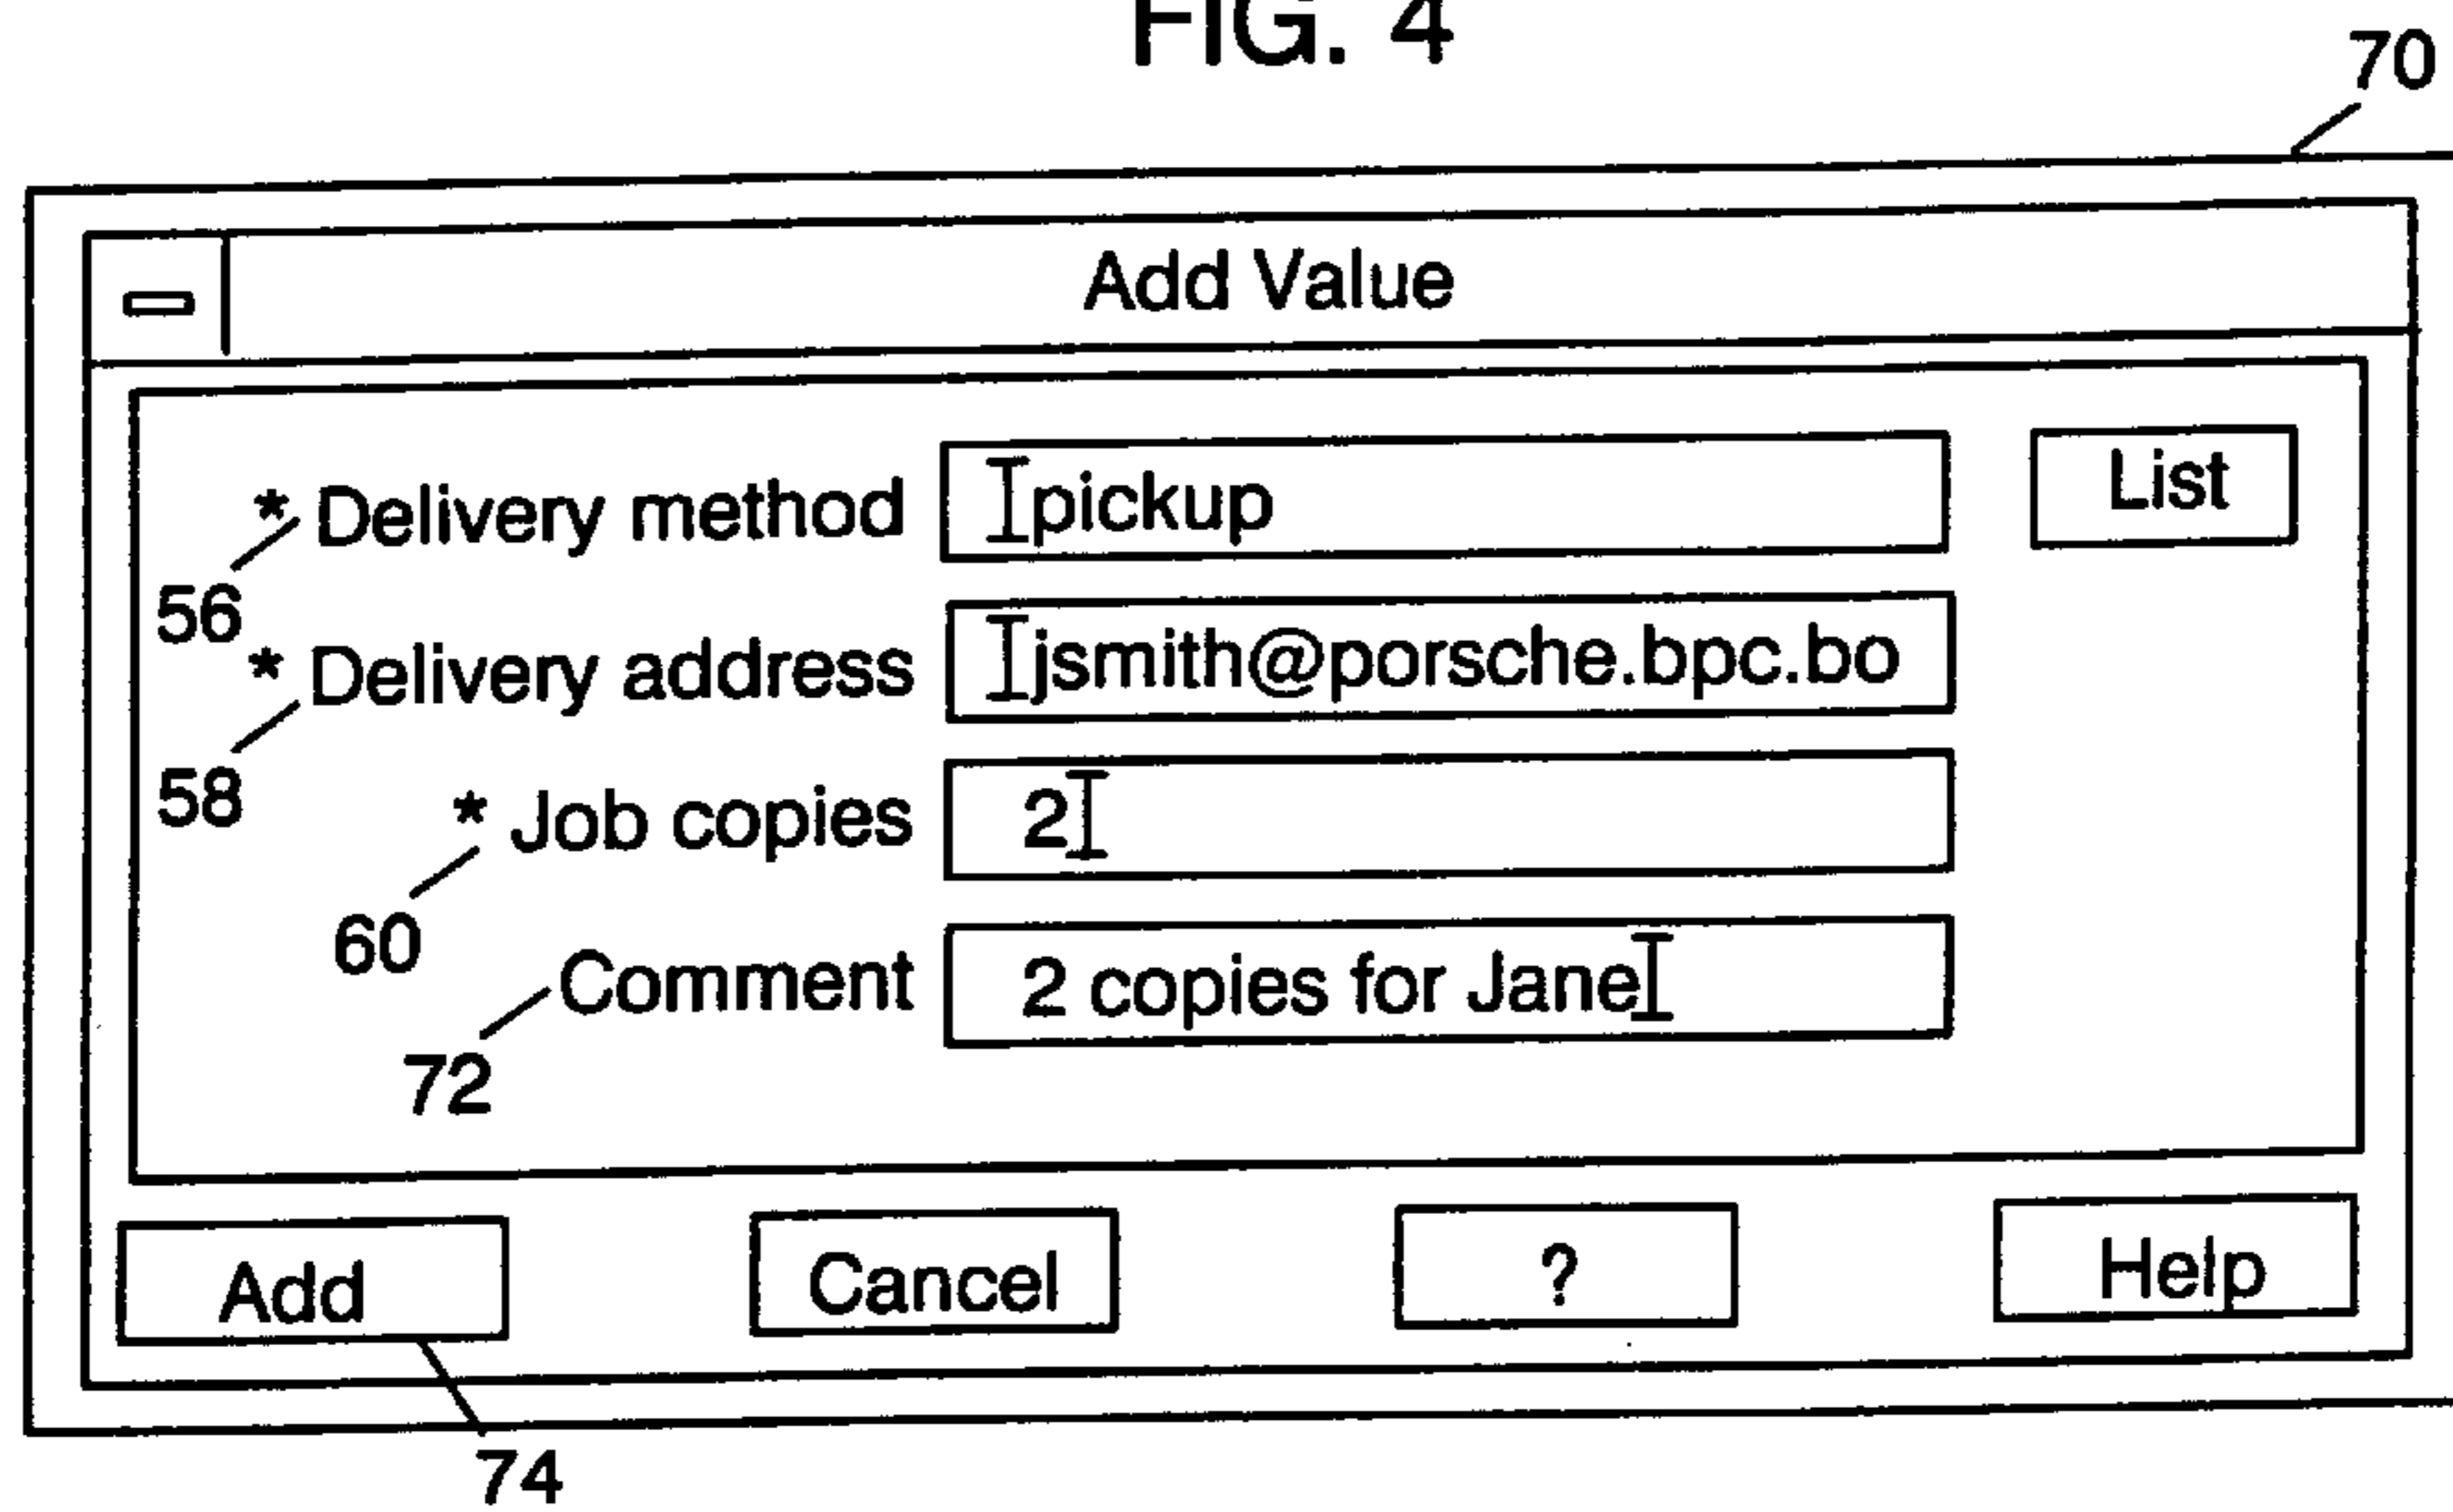 FIG. 4
70
Add Value
* Delivery method pickup List
56
* Delivery address jsmith@porsche.bpc.bo
58
* Job copies 2
60
Comment 2 copies for Jane
72
Add Cancel ? Help
74